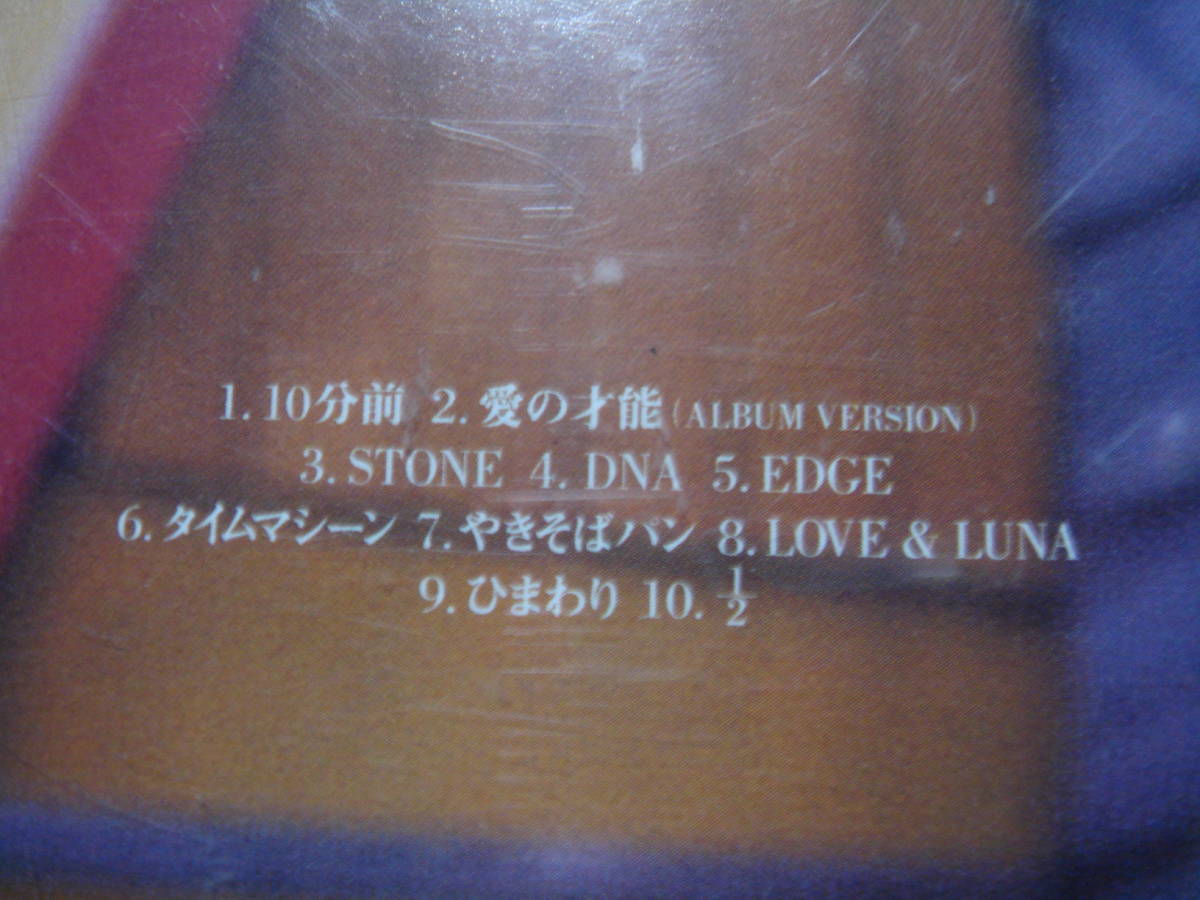 1. 10分前 2. 愛の才能 (ALBUM VERSION)
3. STONE 4. DNA 5. EDGE
6. タイムマシーン 7. やきそばパン 8. LOVE & LUNA
9. ひまわり 10. 1/2